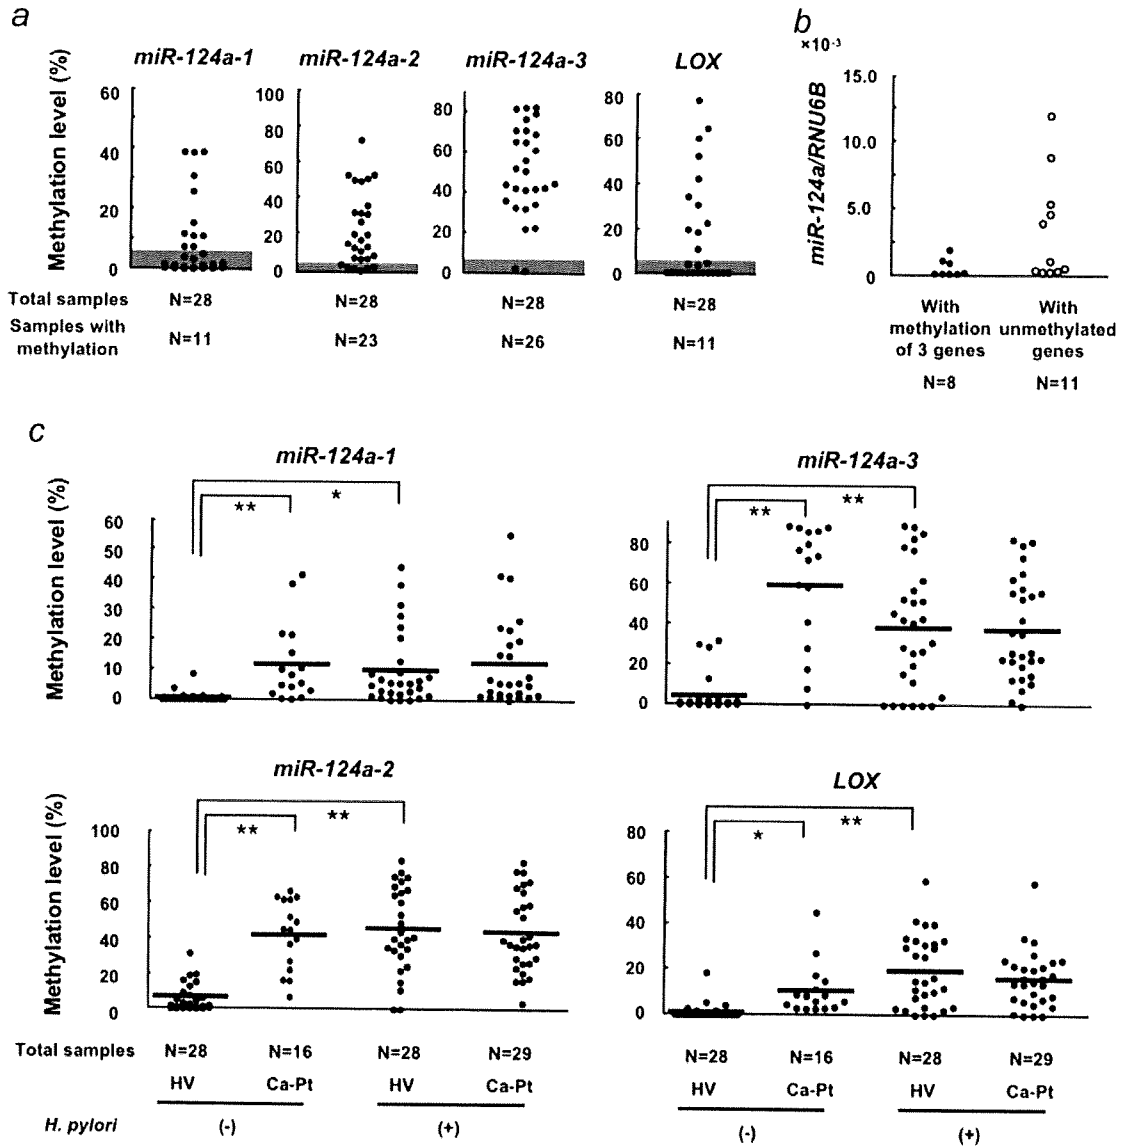 a
miR-124a-1
miR-124a-2
miR-124a-3
LOX
Methylation level (%)
60
40
20
0
100
80
60
40
20
0
80
60
40
20
0
80
60
40
20
0
Total samples
N=28
N=28
N=28
N=28
Samples with
methylation
N=11
N=23
N=26
N=11
b
×10-3
miR-124a/RNU6B
15.0
10.0
5.0
0
With
methylation
of 3 genes
With
unmethylated
genes
N=8
N=11
c
miR-124a-1
Methylation level (%)
60
50
40
30
20
10
0
**
*
miR-124a-3
80
60
40
20
0
**
**
miR-124a-2
Methylation level (%)
100
80
60
40
20
0
**
**
LOX
80
60
40
20
0
*
**
Total samples
N=28
N=16
N=28
N=29
HV
Ca-Pt
HV
Ca-Pt
H. pylori
(-)
(+)
N=28
N=16
N=28
N=29
HV
Ca-Pt
HV
Ca-Pt
(-)
(+)